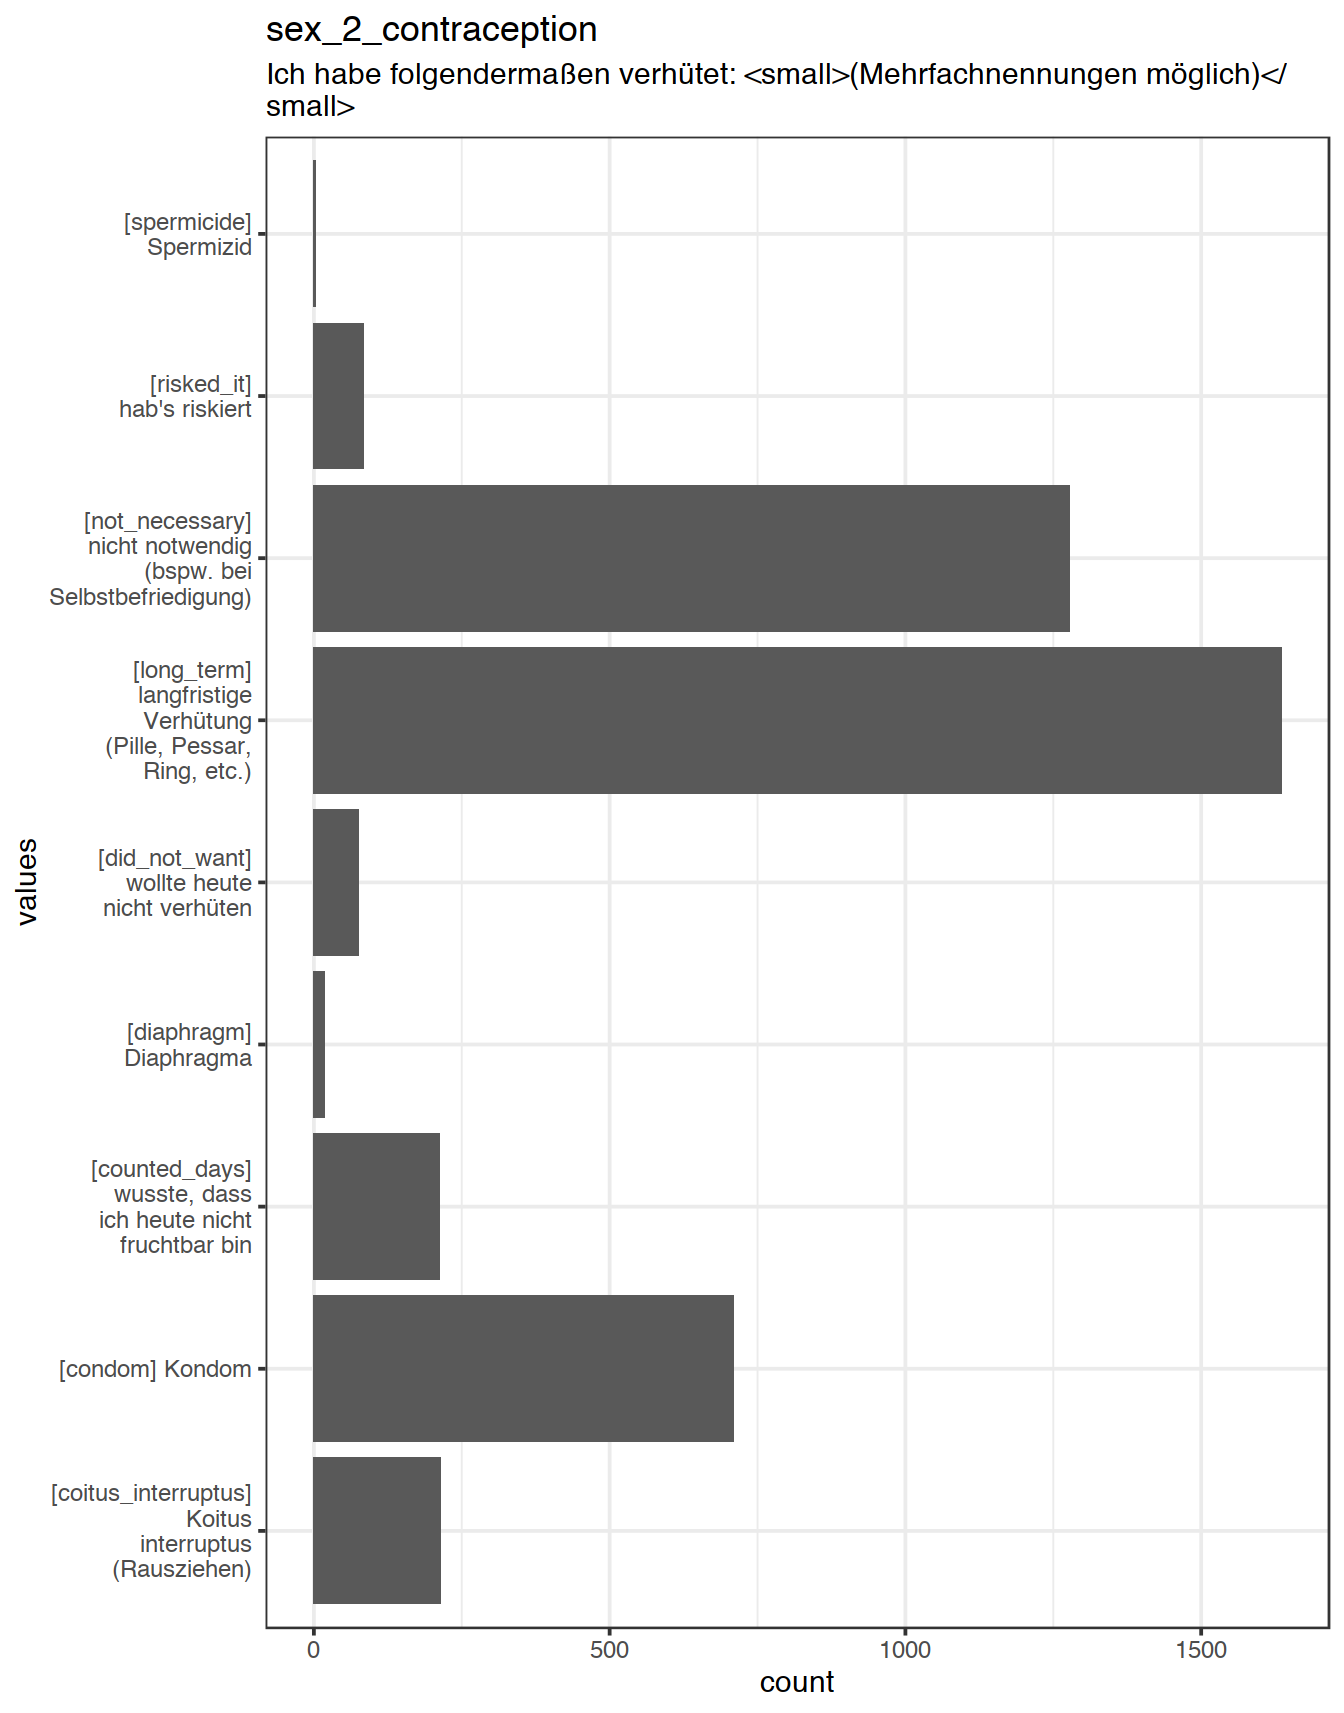 sex_2_contraception
Ich habe folgendermaßen verhütet: <small>(Mehrfachnennungen möglich)</
small>
[spermicide]
Spermizid
[risked_it]
hab's riskiert
[not_necessary]
nicht notwendig
(bspw. bei
Selbstbefriedigung)
[long_term]
langfristige
Verhütung
(Pille, Pessar,
Ring, etc.)
[did_not_want]
wollte heute
nicht verhüten
[diaphragm]
Diaphragma
[counted_days]
wusste, dass
ich heute nicht
fruchtbar bin
[condom] Kondom
[coitus_interruptus]
Koitus
interruptus
(Rausziehen)
values
0 500 1000 1500
count